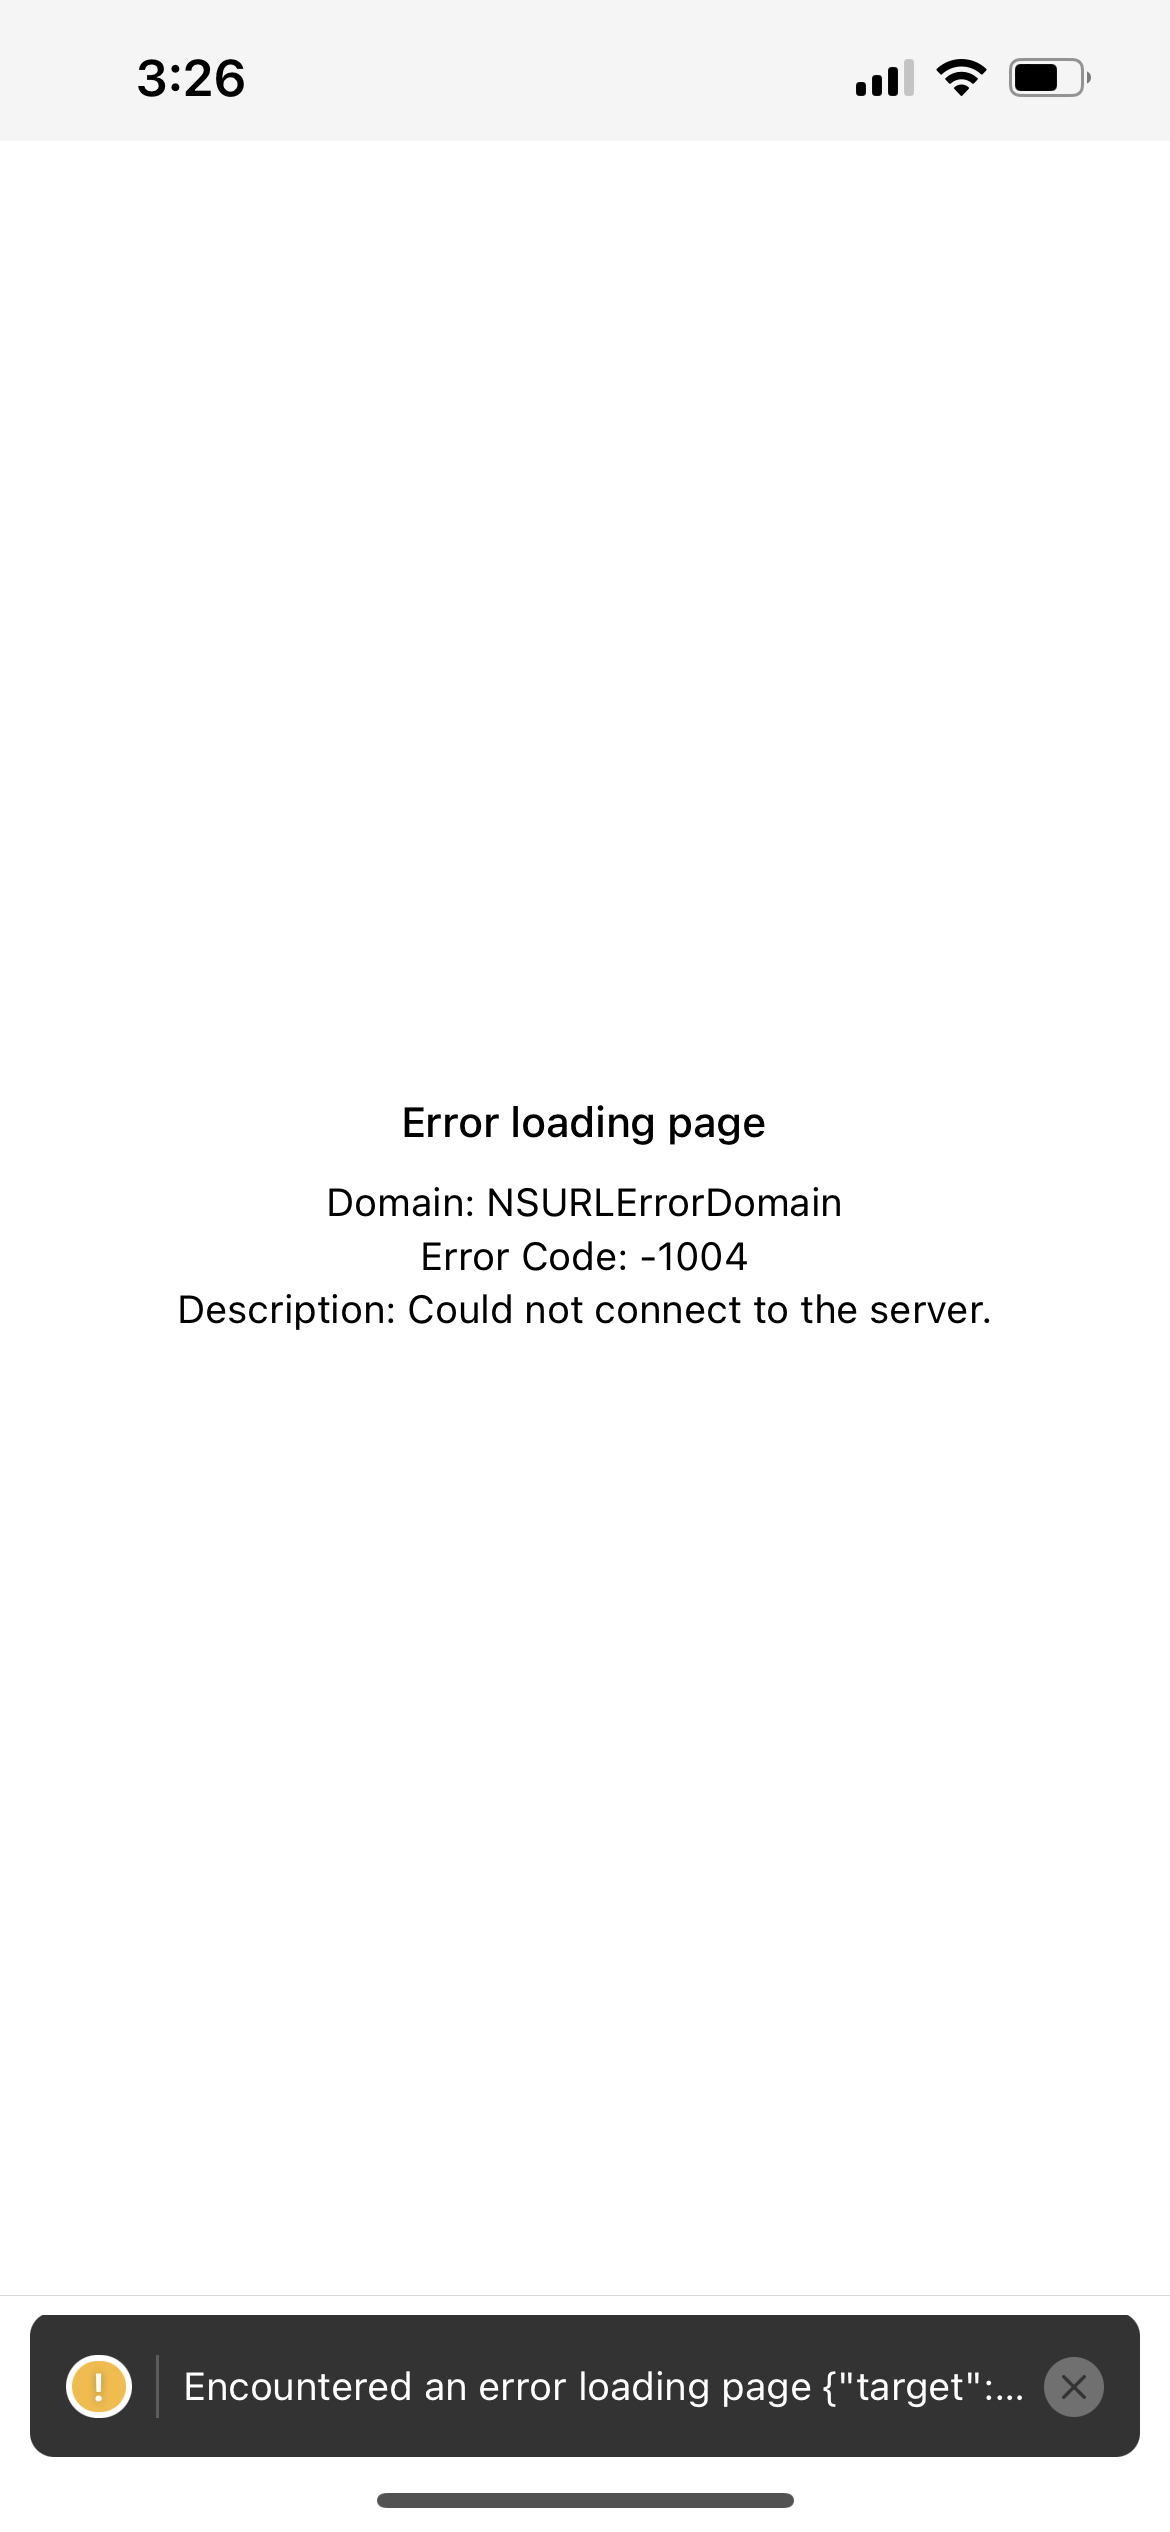 3:26
Error loading page
Domain: NSURLErrorDomain
Error Code: -1004
Description: Could not connect to the server.
Encountered an error loading page {"target":...